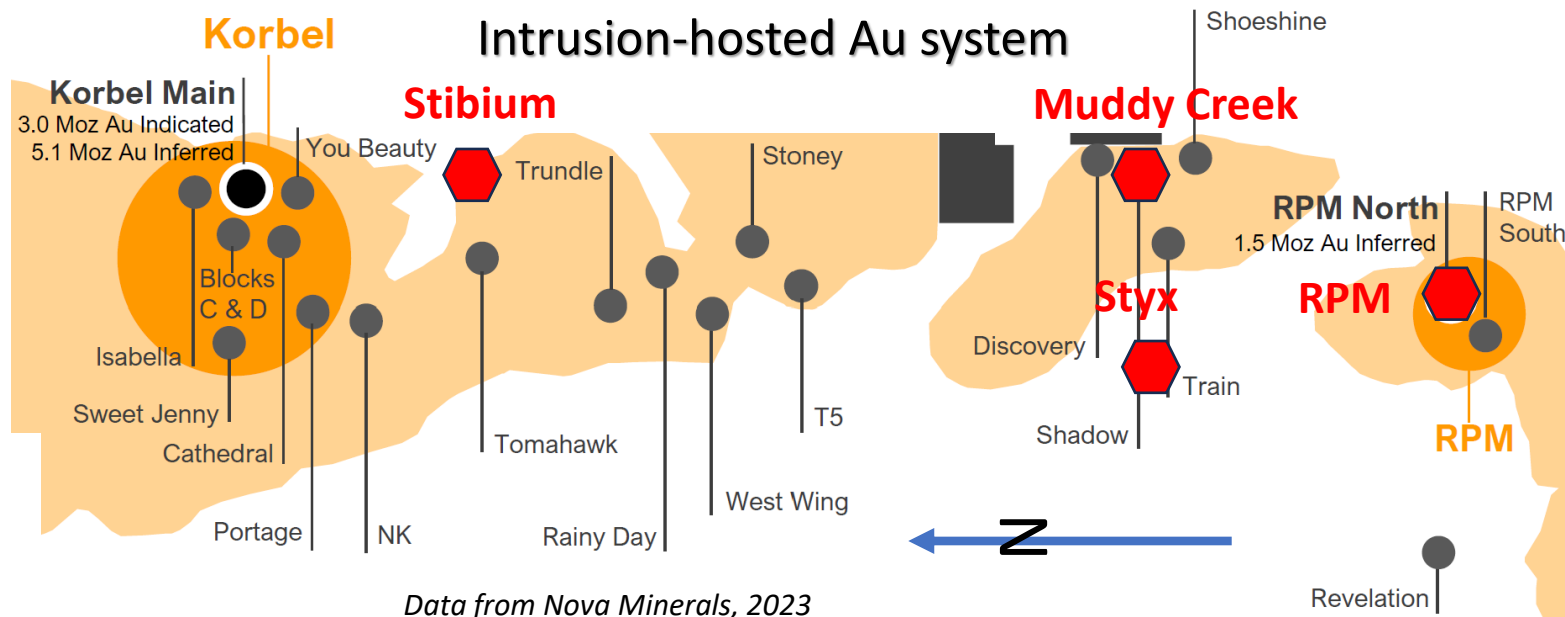 Intrusion-hosted Au system
Korbel
Korbel Main
3.0 Moz Au Indicated
5.1 Moz Au Inferred
You Beauty
Stibium
Trundle
Stoney
Muddy Creek
Shoeshine
RPM North
1.5 Moz Au Inferred
RPM
South
Blocks
C & D
Isabella
Sweet Jenny
Cathedral
Portage
NK
Tomahawk
Rainy Day
West Wing
T5
Styx
RPM
Discovery
Train
Shadow
RPM
N
Revelation
Data from Nova Minerals, 2023